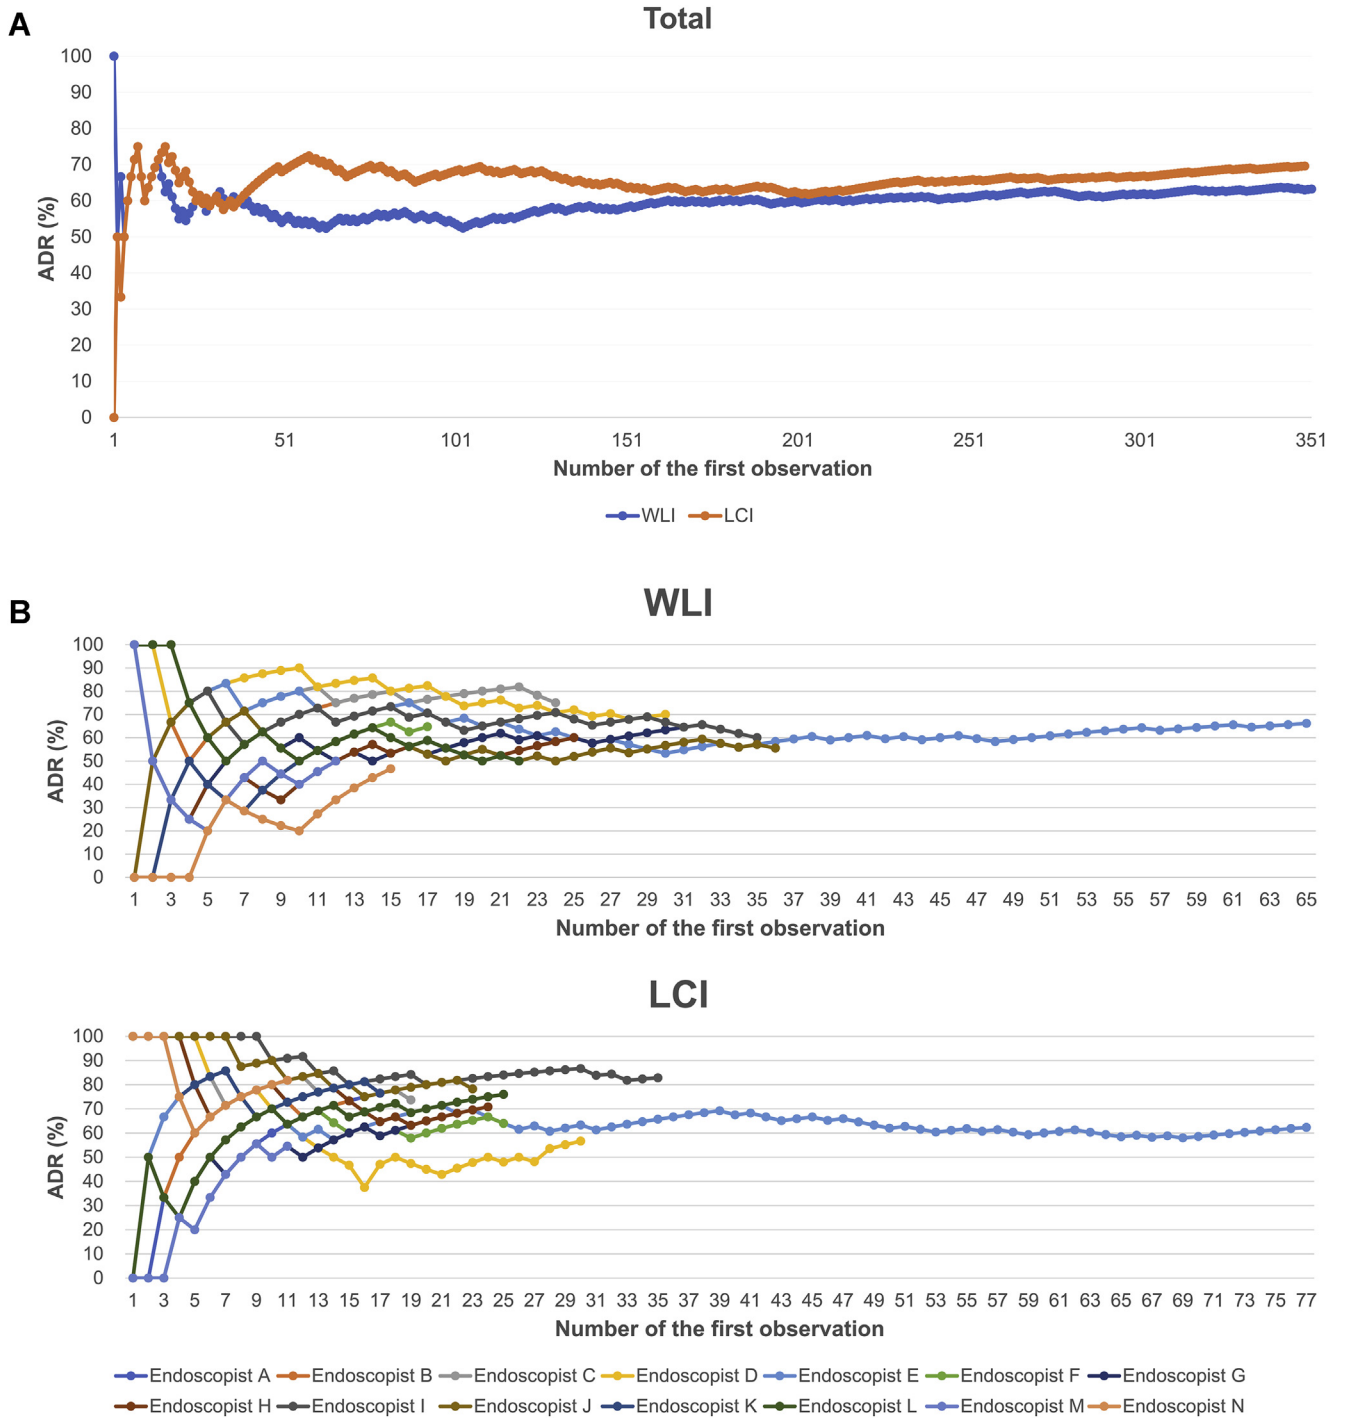 A
Total
100
90
80
70
60
50
40
30
20
10
0
ADR (%)
1 51 101 151 201 251 301 351
Number of the first observation
WLI LCI
B
WLI
100
90
80
70
60
50
40
30
20
10
0
ADR (%)
1 3 5 7 9 11 13 15 17 19 21 23 25 27 29 31 33 35 37 39 41 43 45 47 49 51 53 55 57 59 61 63 65
Number of the first observation
LCI
100
90
80
70
60
50
40
30
20
10
0
ADR (%)
1 3 5 7 9 11 13 15 17 19 21 23 25 27 29 31 33 35 37 39 41 43 45 47 49 51 53 55 57 59 61 63 65 67 69 71 73 75 77
Number of the first observation
Endoscopist A Endoscopist B Endoscopist C Endoscopist D Endoscopist E Endoscopist F Endoscopist G
Endoscopist H Endoscopist I Endoscopist J Endoscopist K Endoscopist L Endoscopist M Endoscopist N